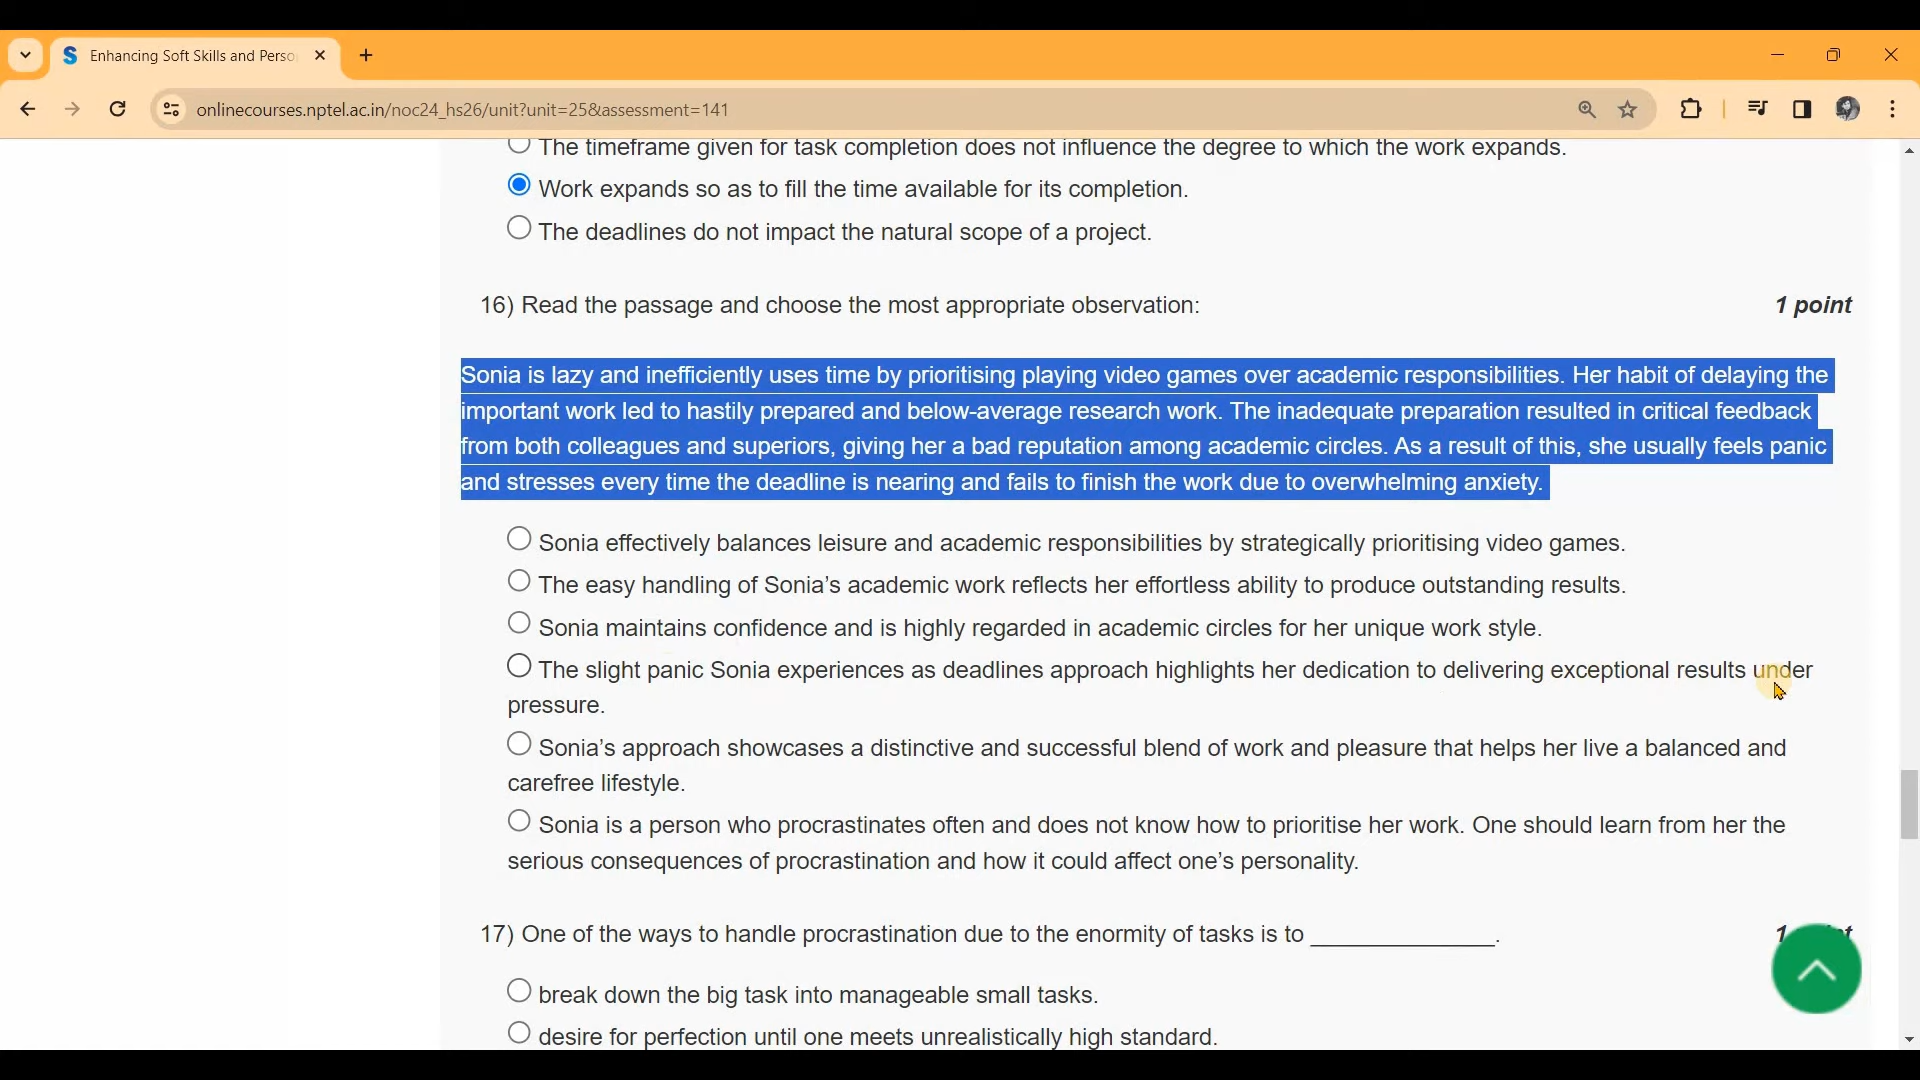 Enhancing Soft Skills and Perso
onlinecourses.nptel.ac.in/noc24_hs26/unit?unit=25&assessment=141
The timeframe given for task completion does not influence the degree to which the work expands.
Work expands so as to fill the time available for its completion.
The deadlines do not impact the natural scope of a project.
16) Read the passage and choose the most appropriate observation: 1 point
Sonia is lazy and inefficiently uses time by prioritising playing video games over academic responsibilities. Her habit of delaying the
important work led to hastily prepared and below-average research work. The inadequate preparation resulted in critical feedback
from both colleagues and superiors, giving her a bad reputation among academic circles. As a result of this, she usually feels panic
and stresses every time the deadline is nearing and fails to finish the work due to overwhelming anxiety.
Sonia effectively balances leisure and academic responsibilities by strategically prioritising video games.
The easy handling of Sonia’s academic work reflects her effortless ability to produce outstanding results.
Sonia maintains confidence and is highly regarded in academic circles for her unique work style.
The slight panic Sonia experiences as deadlines approach highlights her dedication to delivering exceptional results under
pressure.
Sonia’s approach showcases a distinctive and successful blend of work and pleasure that helps her live a balanced and
carefree lifestyle.
Sonia is a person who procrastinates often and does not know how to prioritise her work. One should learn from her the
serious consequences of procrastination and how it could affect one’s personality.
17) One of the ways to handle procrastination due to the enormity of tasks is to ______________. 1
break down the big task into manageable small tasks.
desire for perfection until one meets unrealistically high standard.